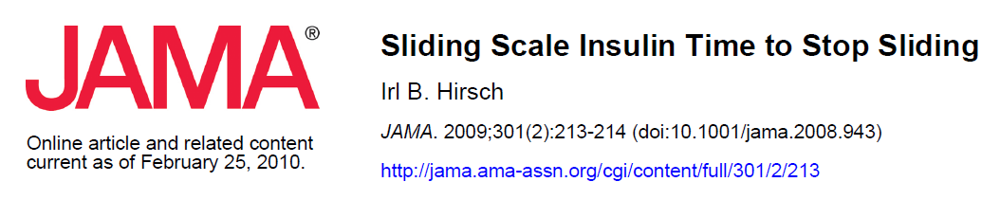 JAMA®
Online article and related content
current as of February 25, 2010.
Sliding Scale Insulin Time to Stop Sliding
Irl B. Hirsch
JAMA. 2009;301(2):213-214 (doi:10.1001/jama.2008.943)
http://jama.ama-assn.org/cgi/content/full/301/2/213